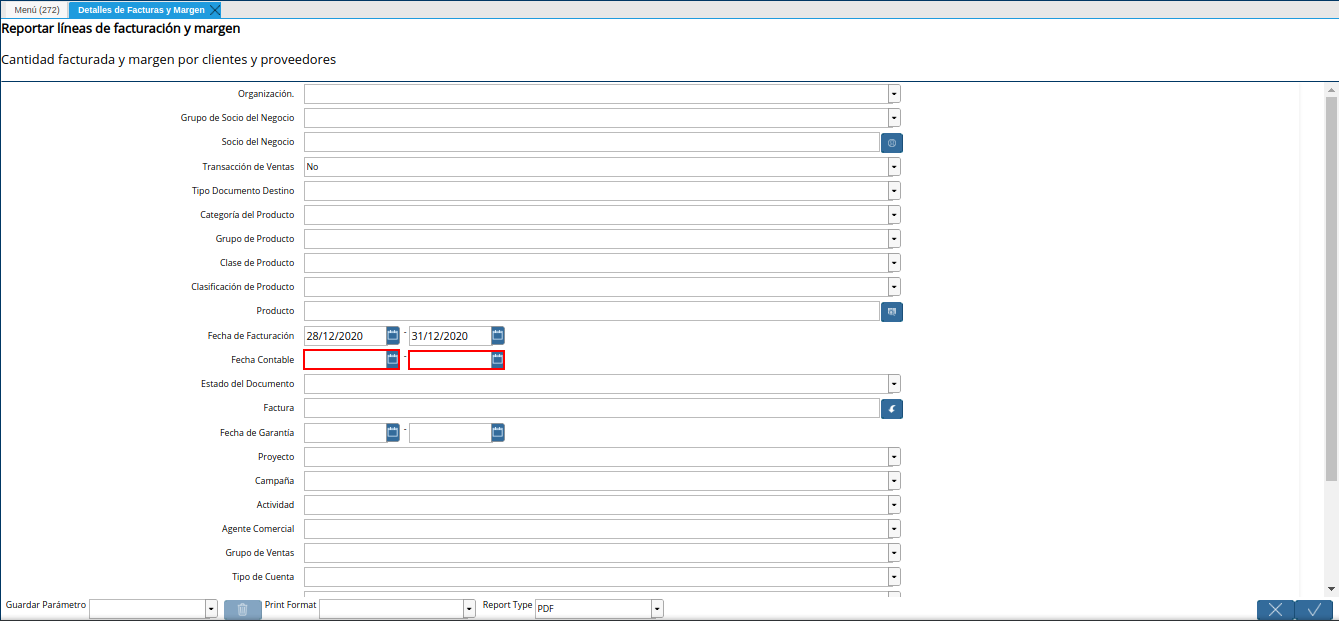 Menú (272) Detalles de Facturas y Margen
Reportar líneas de facturación y margen
Cantidad facturada y margen por clientes y proveedores
Organización.
Grupo de Socio del Negocio
Socio del Negocio
Transacción de Ventas No
Tipo Documento Destino
Categoría del Producto
Grupo de Producto
Clase de Producto
Clasificación de Producto
Producto
Fecha de Facturación 28/12/2020 - 31/12/2020
Fecha Contable -
Estado del Documento
Factura
Fecha de Garantía -
Proyecto
Campaña
Actividad
Agente Comercial
Grupo de Ventas
Tipo de Cuenta
Guardar Parámetro Print Format Report Type PDF